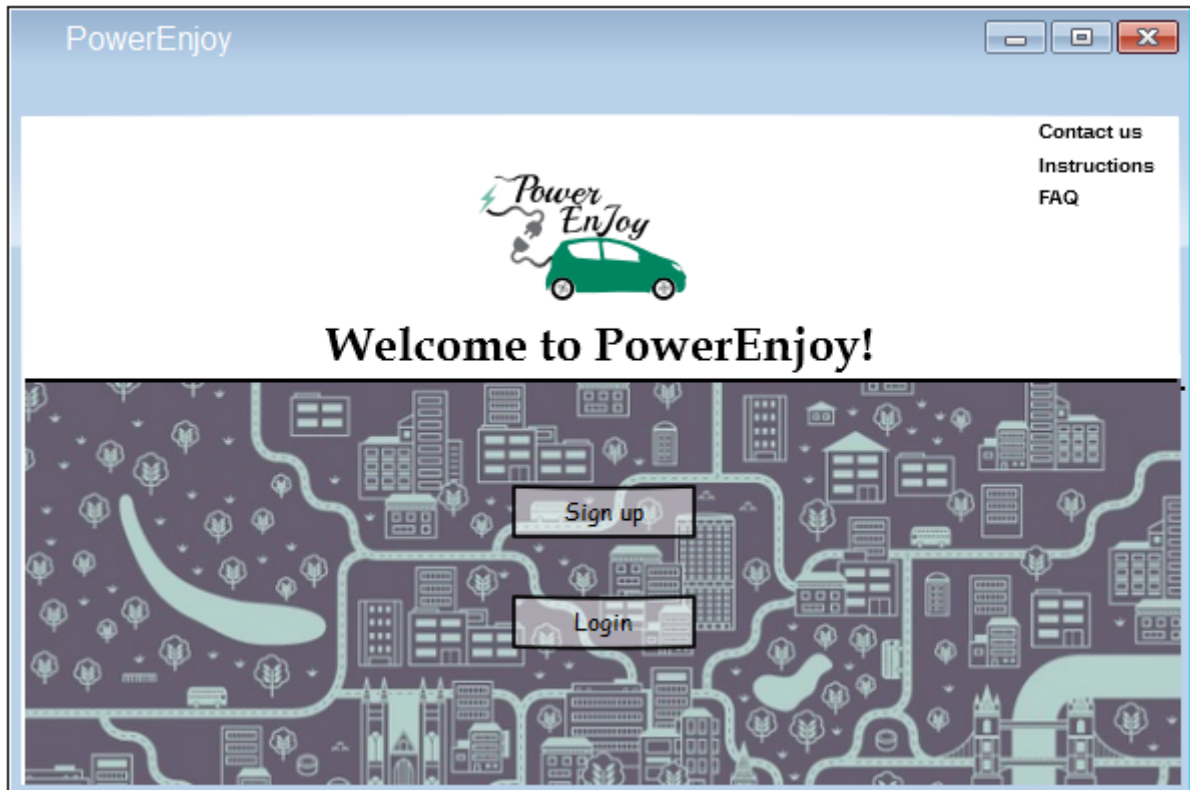 PowerEnjoy
Contact us
Instructions
FAQ
Power
EnJoy
Welcome to PowerEnjoy!
Sign up
Login